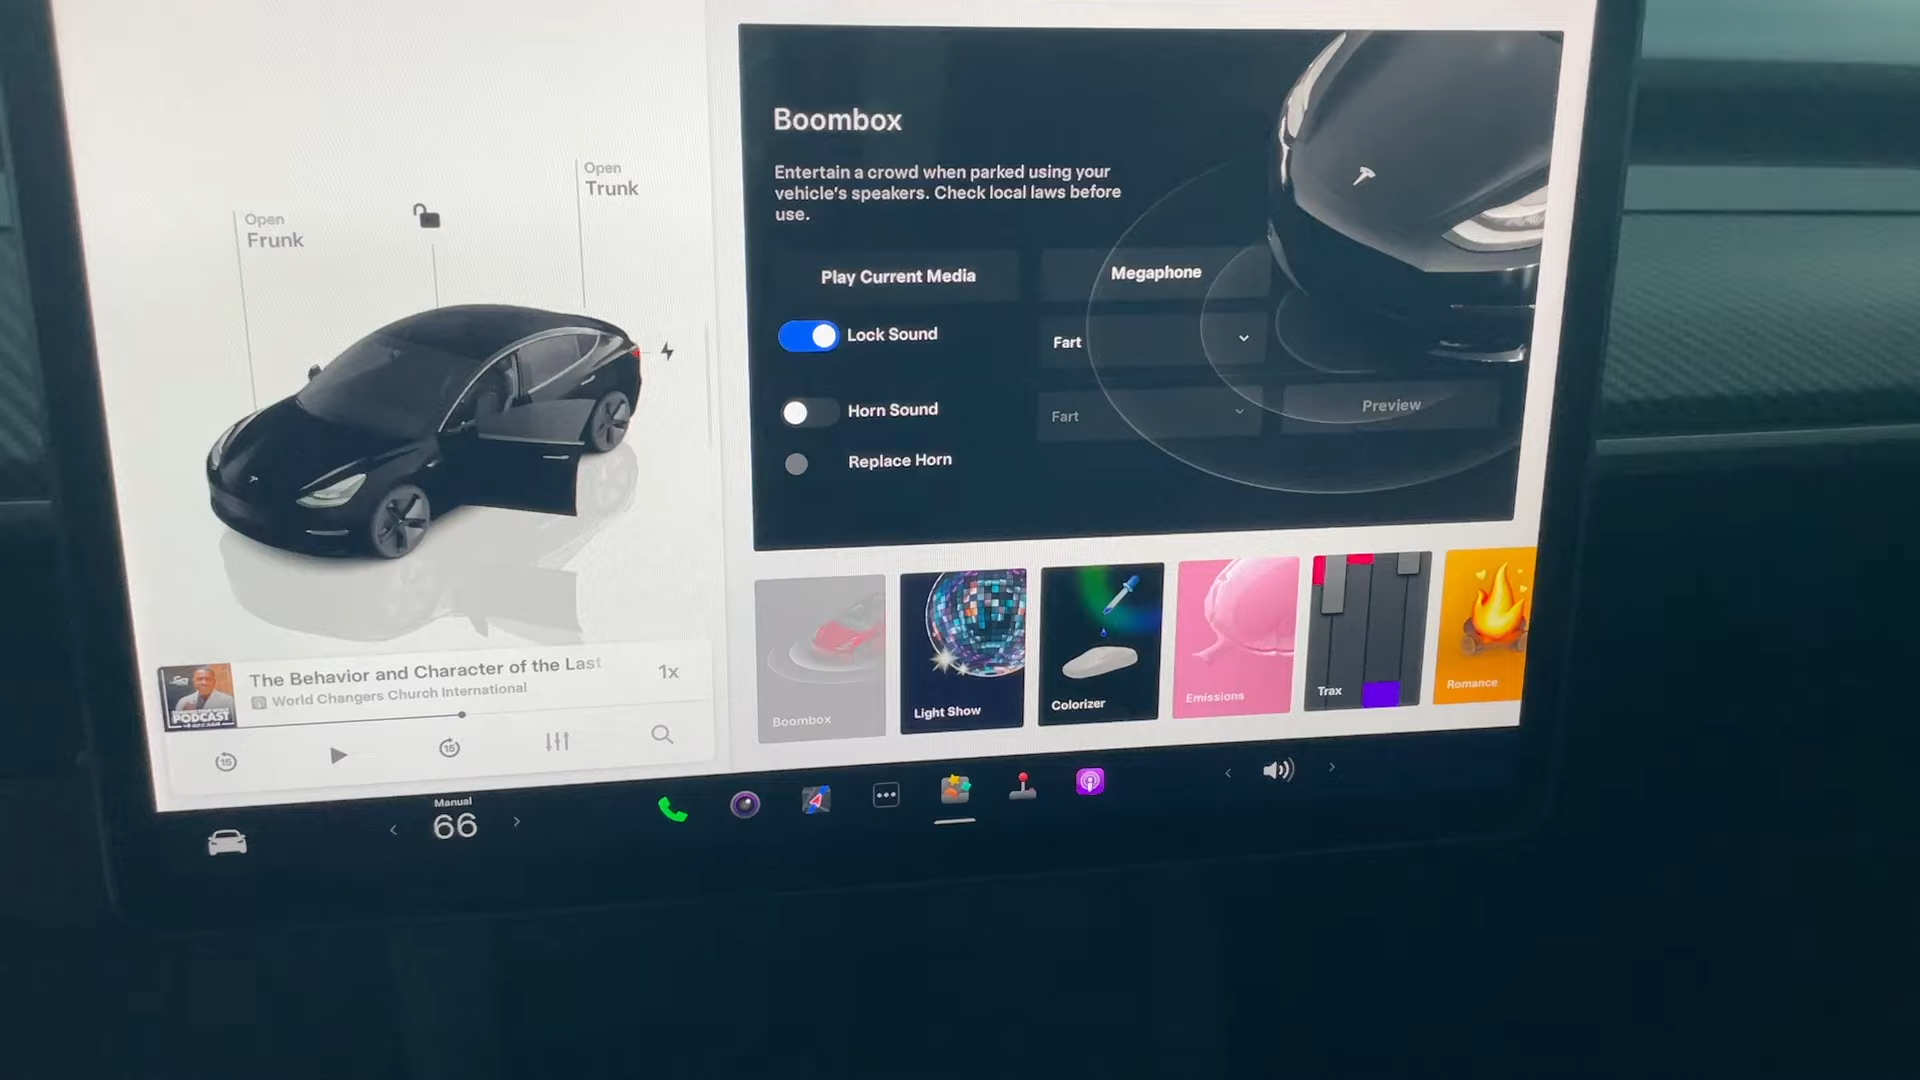 Open
Trunk
Open
Frunk
Boombox
Entertain a crowd when parked using your
vehicle's speakers. Check local laws before
use.
Play Current Media
Megaphone
Lock Sound
Fart
Horn Sound
Fart
Preview
Replace Horn
Boombox
Light Show
Colorizer
Emissions
Trax
Romance
The Behavior and Character of the Last
1x
World Changers Church International
PODCAST
15
15
Manual
66